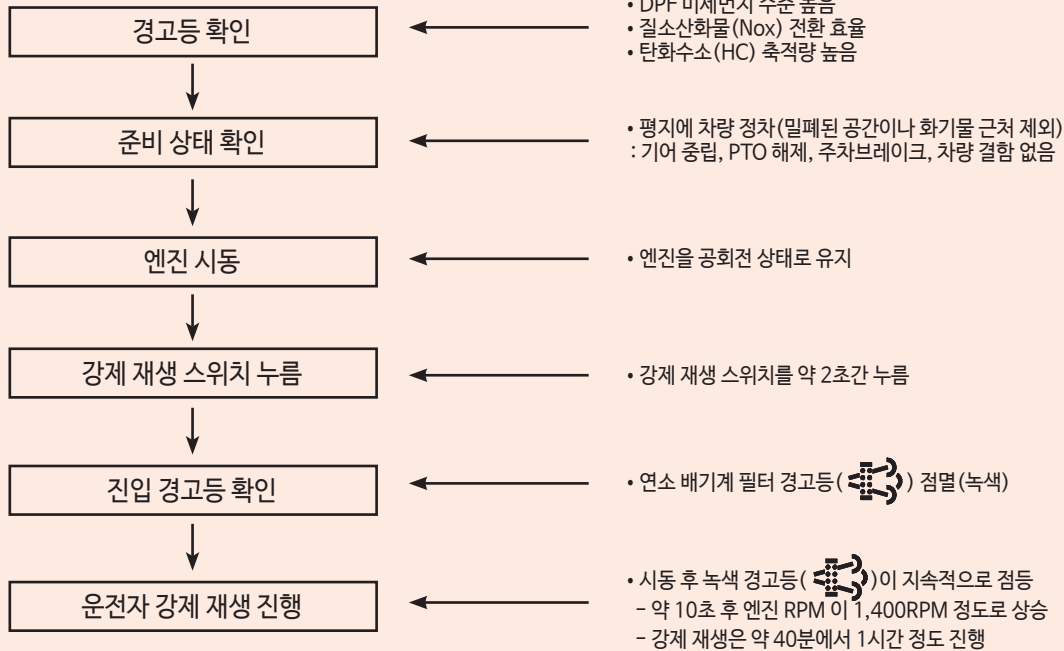 • DPF 미세먼지 수준 높음
경고등 확인
• 질소산화물(Nox) 전환 효율
• 탄화수소(HC) 축적량 높음
준비 상태 확인
• 평지에 차량 정차(밀폐된 공간이나 화기물 근처 제외)
: 기어 중립, PTO 해제, 주차브레이크, 차량 결함 없음
엔진 시동
• 엔진을 공회전 상태로 유지
강제 재생 스위치 누름
• 강제 재생 스위치를 약 2초간 누름
진입 경고등 확인
• 연소 배기계 필터 경고등( ) 점멸(녹색)
운전자 강제 재생 진행
• 시동 후 녹색 경고등( )이 지속적으로 점등
- 약 10초 후 엔진 RPM 이 1,400RPM 정도로 상승
- 강제 재생은 약 40분에서 1시간 정도 진행